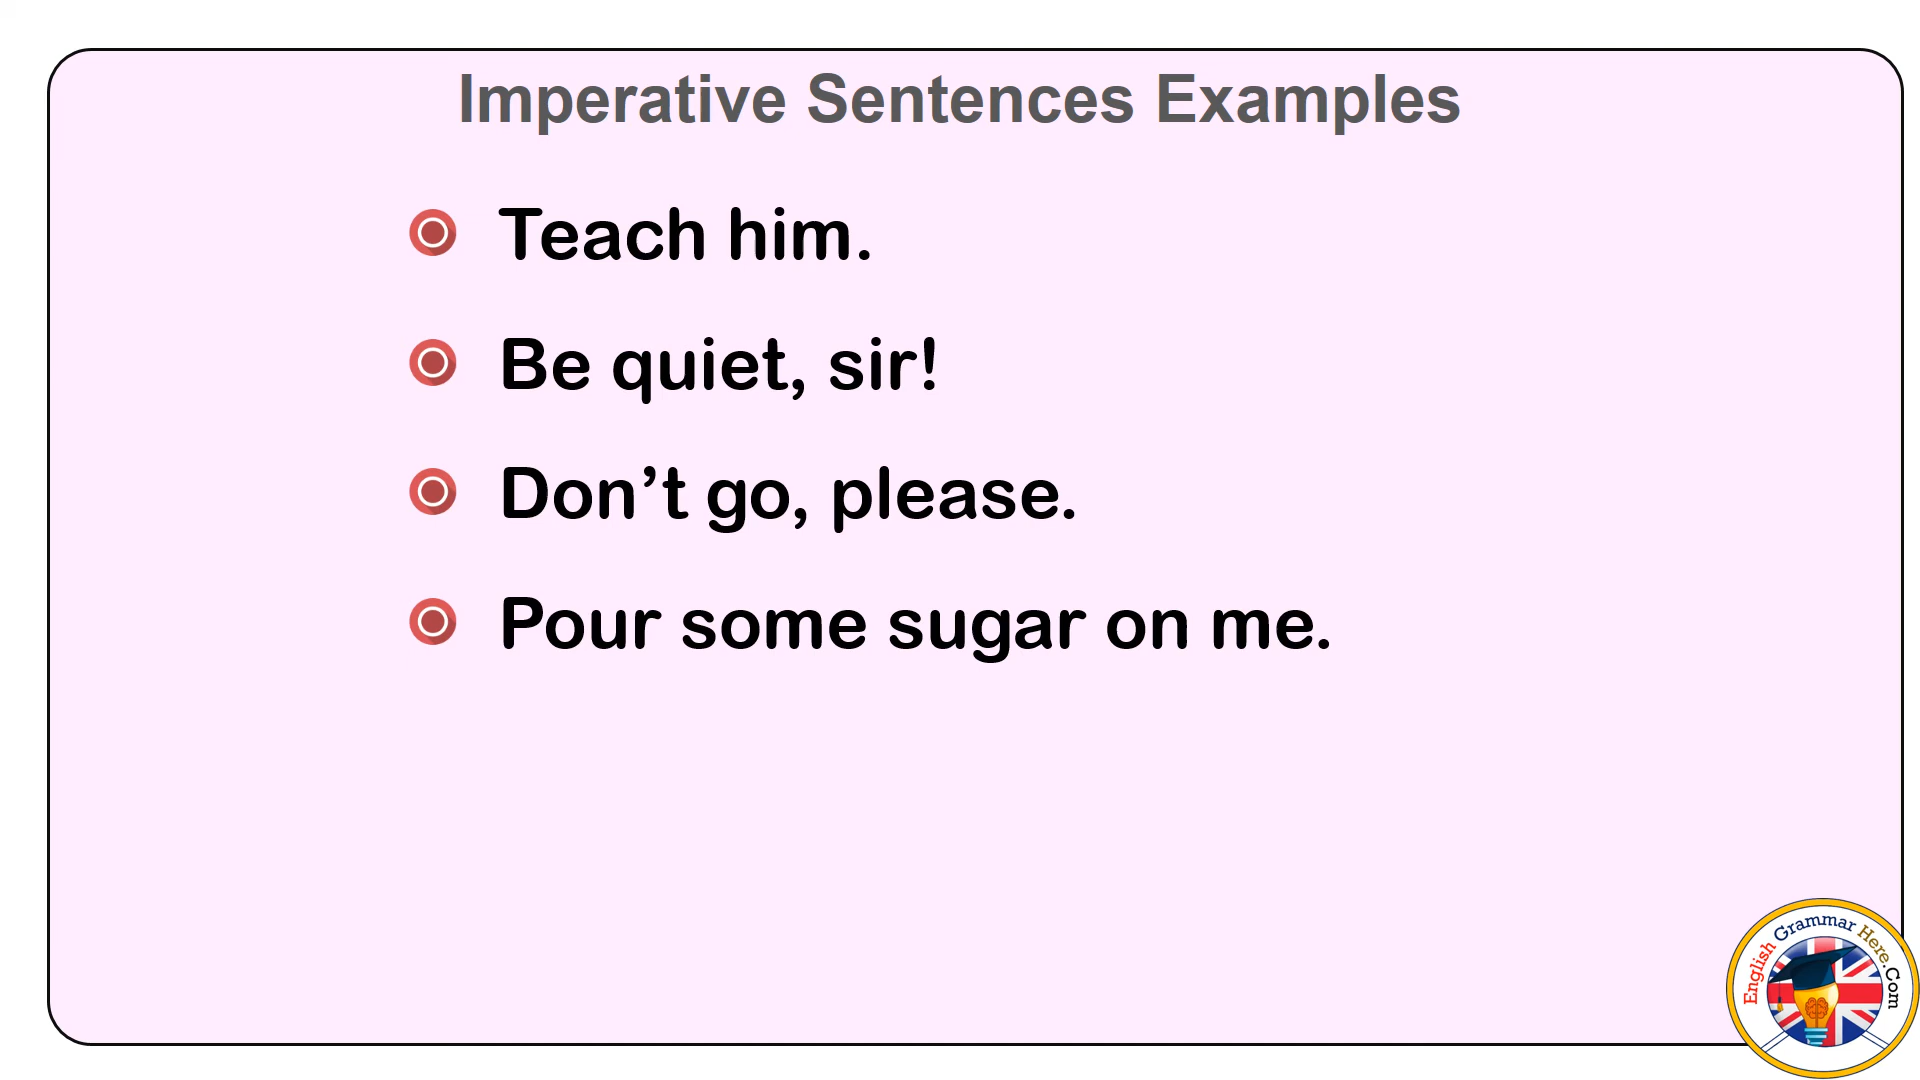 Imperative Sentences Examples
Teach him.
Be quiet, sir!
Don’t go, please.
Pour some sugar on me.
English Grammar Here.Com